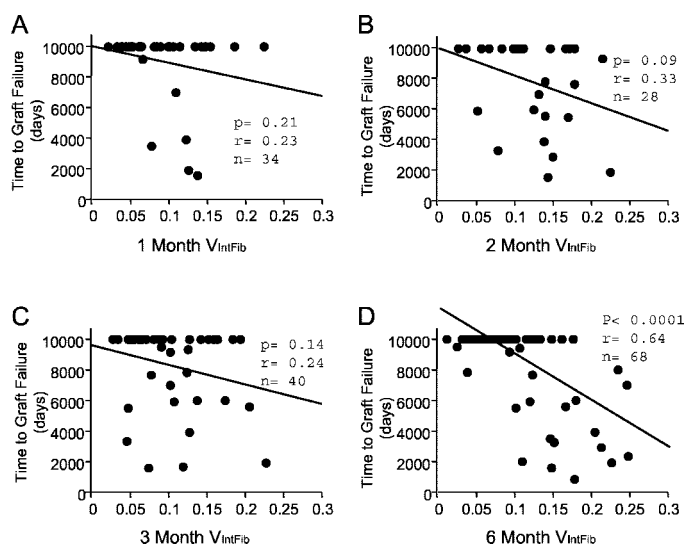 A
10000
8000
6000
4000
2000
0
Time to Graft Failure
(days)
p= 0.21
r= 0.23
n= 34
0 0.05 0.1 0.15 0.2 0.25 0.3
1 Month VIntFib
B
10000
8000
6000
4000
2000
0
Time to Graft Failure
(days)
p= 0.09
r= 0.33
n= 28
0 0.05 0.1 0.15 0.2 0.25 0.3
2 Month VIntFib
C
10000
8000
6000
4000
2000
0
Time to Graft Failure
(days)
p= 0.14
r= 0.24
n= 40
0 0.05 0.1 0.15 0.2 0.25 0.3
3 Month VIntFib
D
10000
8000
6000
4000
2000
0
Time to Graft Failure
(days)
P< 0.0001
r= 0.64
n= 68
0 0.05 0.1 0.15 0.2 0.25 0.3
6 Month VIntFib